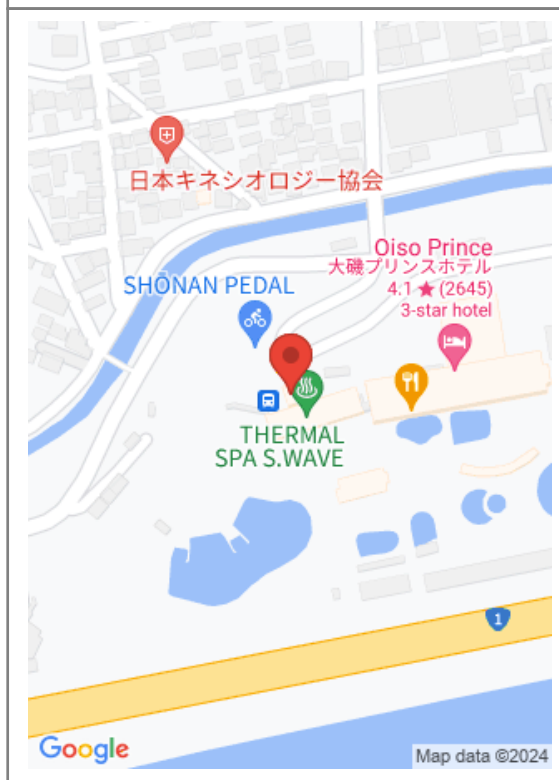 日本キネシオロジー協会
Oiso Prince
大磯プリンスホテル
4.1 ★ (2645)
3-star hotel
SHŌNAN PEDAL
THERMAL
SPA S.WAVE
1
Google
Map data ©2024